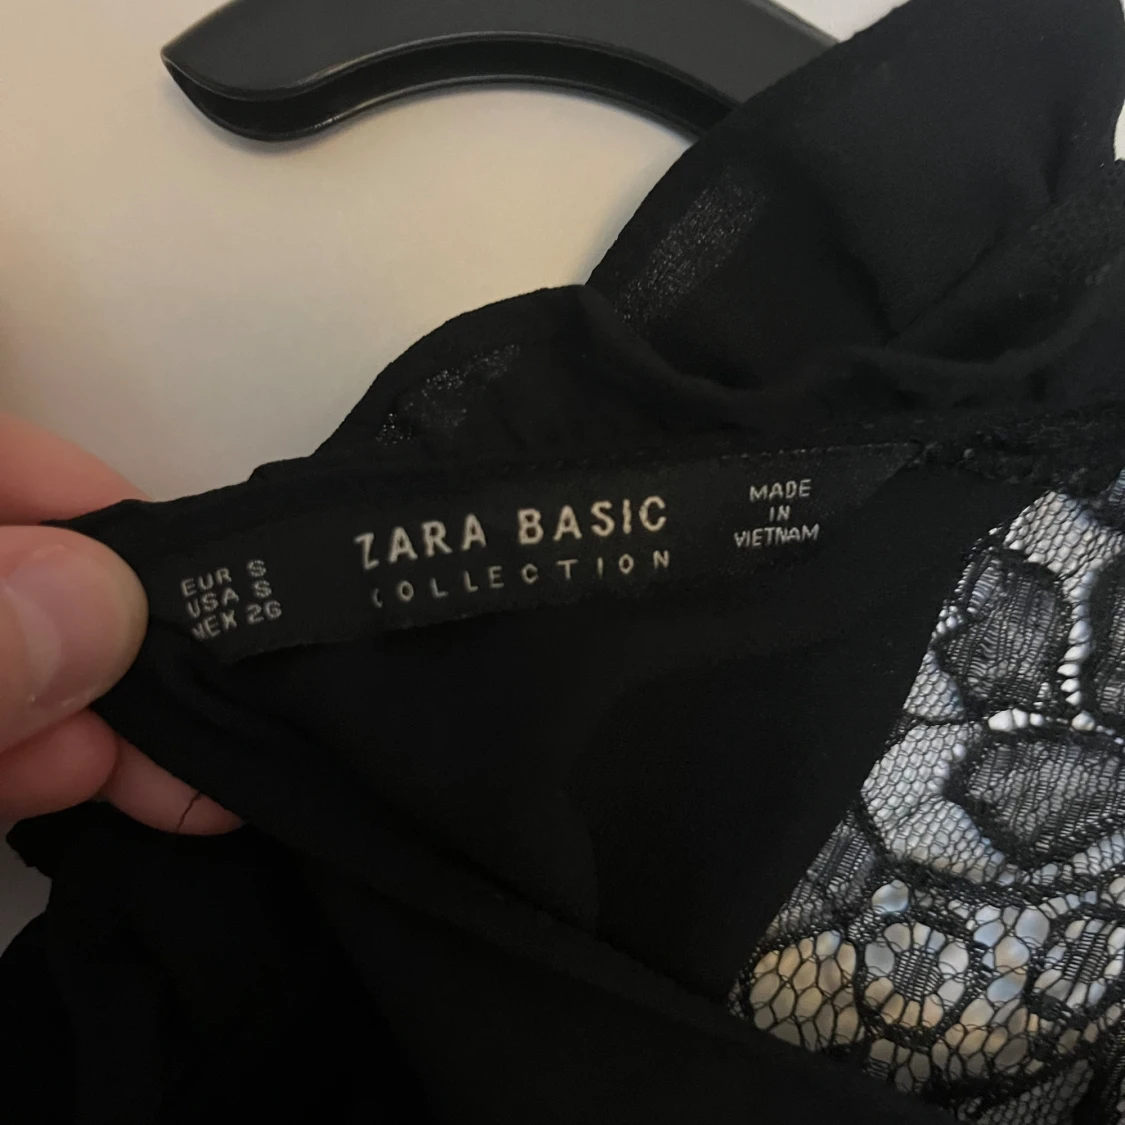 EUR S
USA S
MEX 26
ZARA BASIC
COLLECTION
MADE
IN
VIETNAM